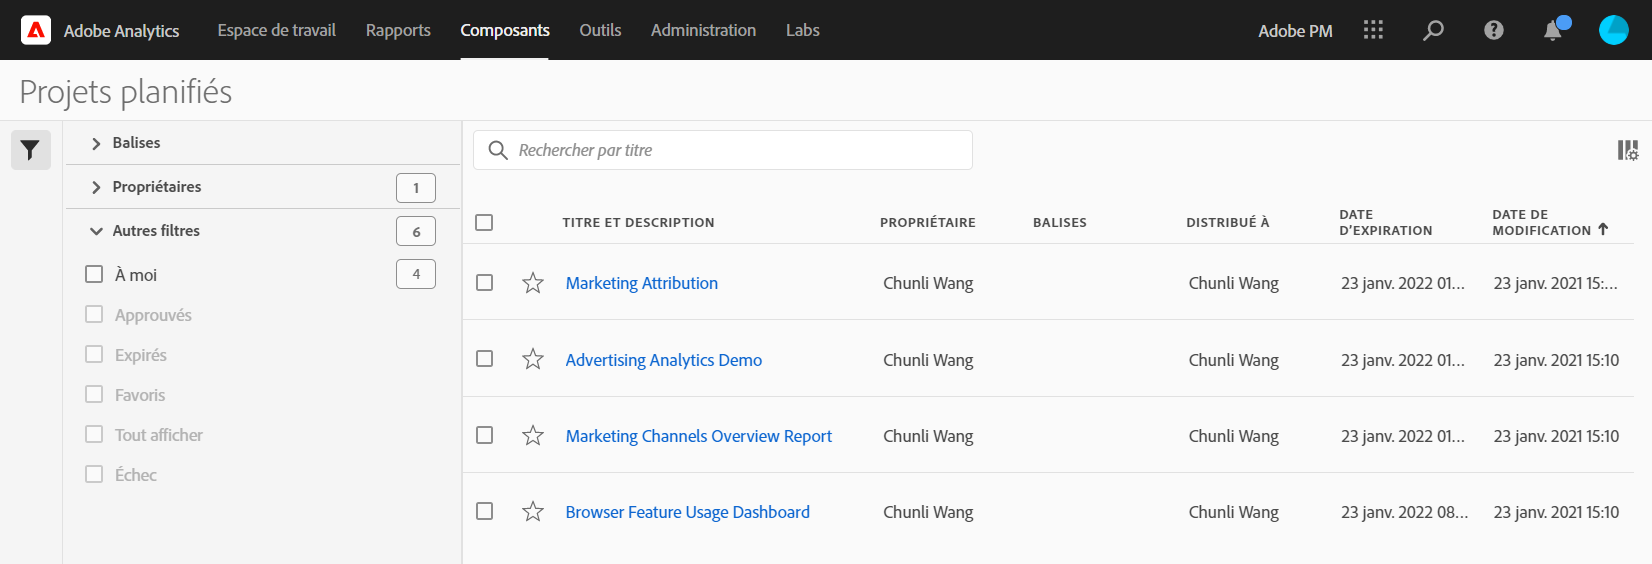 Adobe Analytics Espace de travail Rapports Composants Outils Administration Labs Adobe PM
Projets planifiés
Balises
Propriétaires 1
Autres filtres 6
À moi 4
Approuvés
Expirés
Favoris
Tout afficher
Échec
Rechercher par titre
TITRE ET DESCRIPTION PROPRIÉTAIRE BALISES DISTRIBUÉ À DATE D'EXPIRATION DATE DE MODIFICATION
Marketing Attribution Chunli Wang Chunli Wang 23 janv. 2022 01... 23 janv. 2021 15:...
Advertising Analytics Demo Chunli Wang Chunli Wang 23 janv. 2022 01... 23 janv. 2021 15:10
Marketing Channels Overview Report Chunli Wang Chunli Wang 23 janv. 2022 01... 23 janv. 2021 15:10
Browser Feature Usage Dashboard Chunli Wang Chunli Wang 23 janv. 2022 08... 23 janv. 2021 15:10